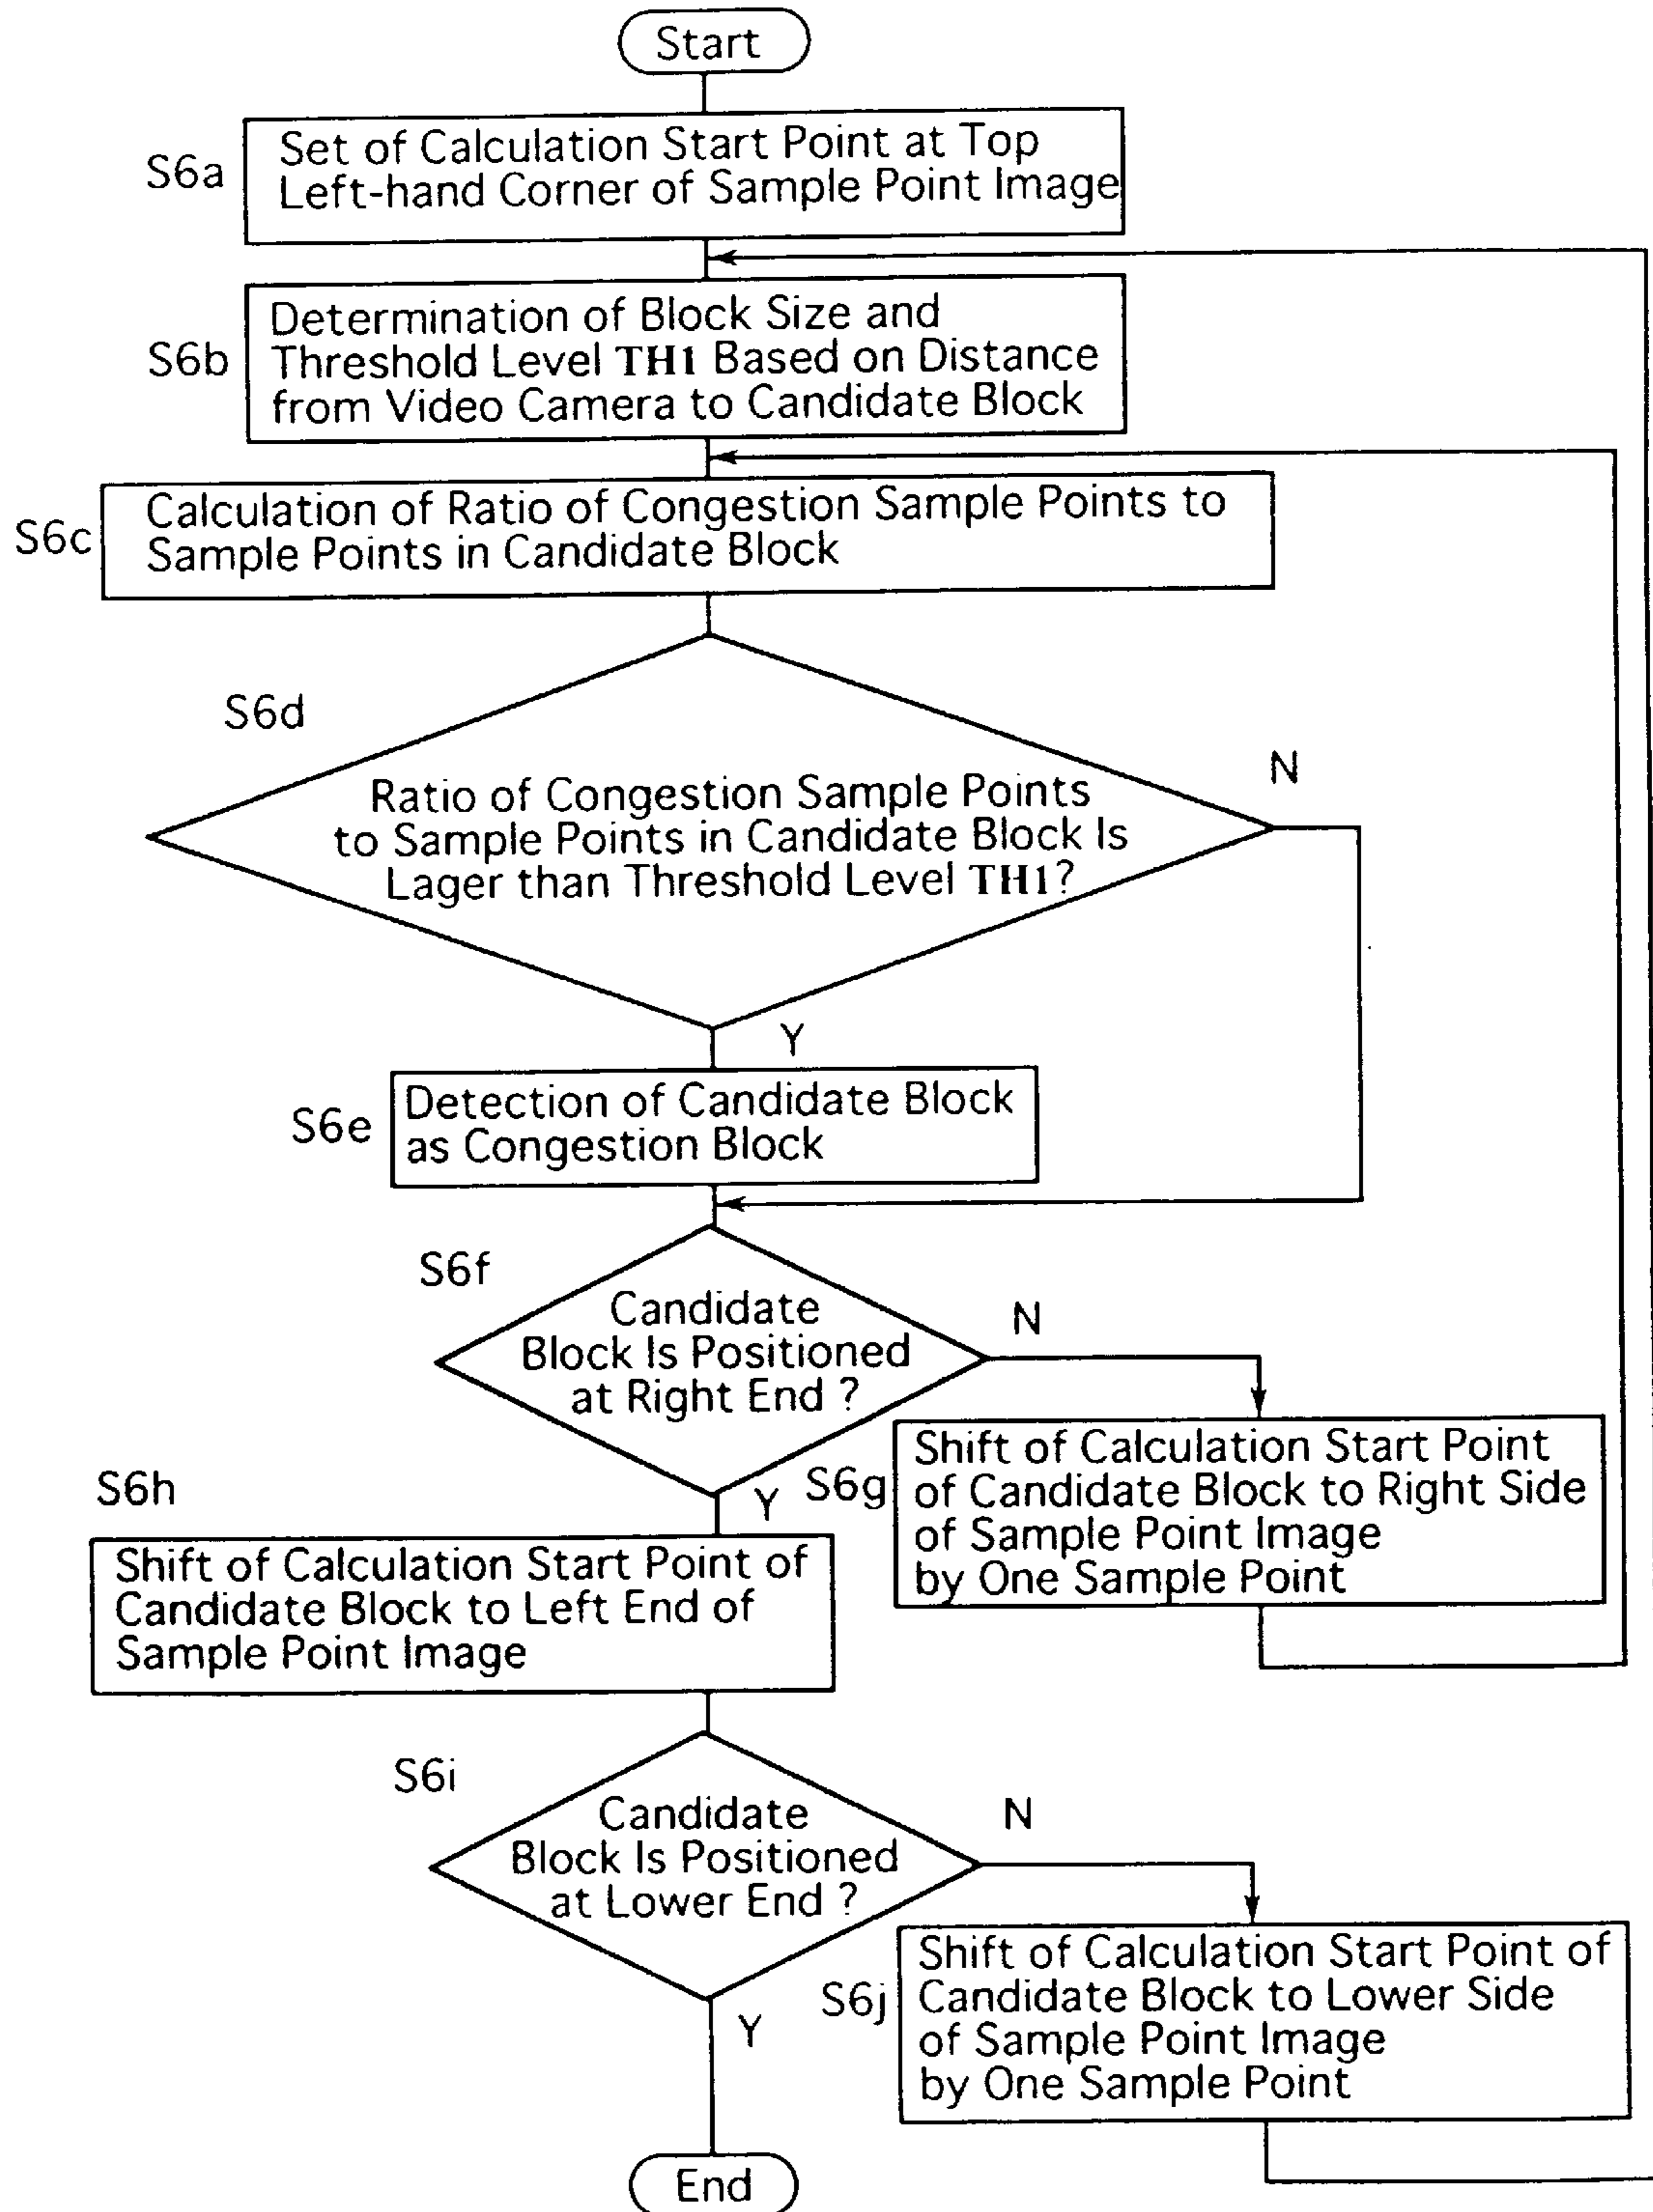 Start
S6a
Set of Calculation Start Point at Top
Left-hand Corner of Sample Point Image
S6b
Determination of Block Size and
Threshold Level TH1 Based on Distance
from Video Camera to Candidate Block
S6c
Calculation of Ratio of Congestion Sample Points to
Sample Points in Candidate Block
S6d
N
Ratio of Congestion Sample Points
to Sample Points in Candidate Block Is
Lager than Threshold Level TH1?
Y
S6e
Detection of Candidate Block
as Congestion Block
S6f
N
Candidate
Block Is Positioned
at Right End ?
Y
S6g
Shift of Calculation Start Point
of Candidate Block to Right Side
of Sample Point Image
by One Sample Point
S6h
Shift of Calculation Start Point of
Candidate Block to Left End of
Sample Point Image
S6i
N
Candidate
Block Is Positioned
at Lower End ?
Y
S6j
Shift of Calculation Start Point of
Candidate Block to Lower Side
of Sample Point Image
by One Sample Point
End